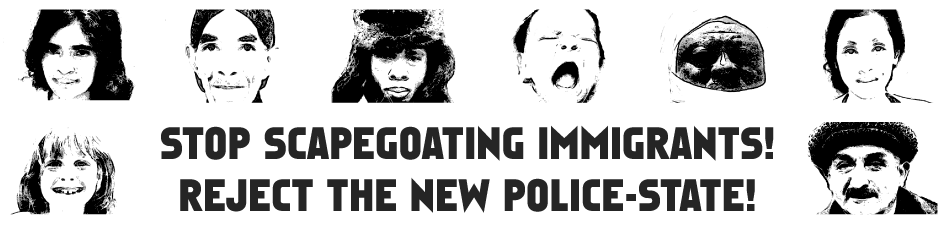 STOP SCAPEGOATING IMMIGRANTS!
REJECT THE NEW POLICE-STATE!